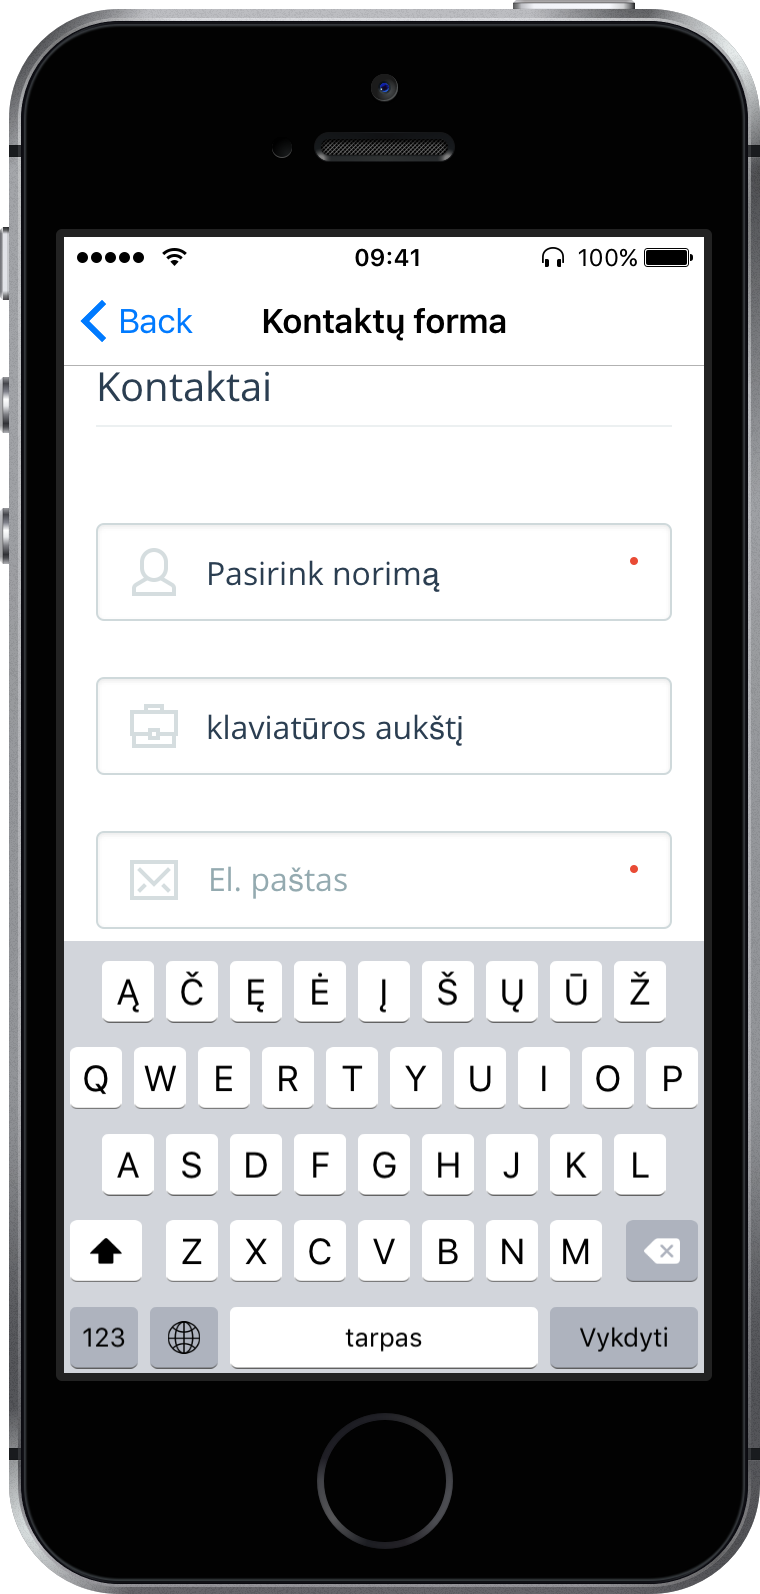 09:41 100%
Back Kontaktų forma
Kontaktai
Pasirink norimą
klaviatūros aukštį
El. paštas
Ą Č Ę Ė Į Š Ų Ū Ž
Q W E R T Y U I O P
A S D F G H J K L
Z X C V B N M
123 tarpas Vykdyti